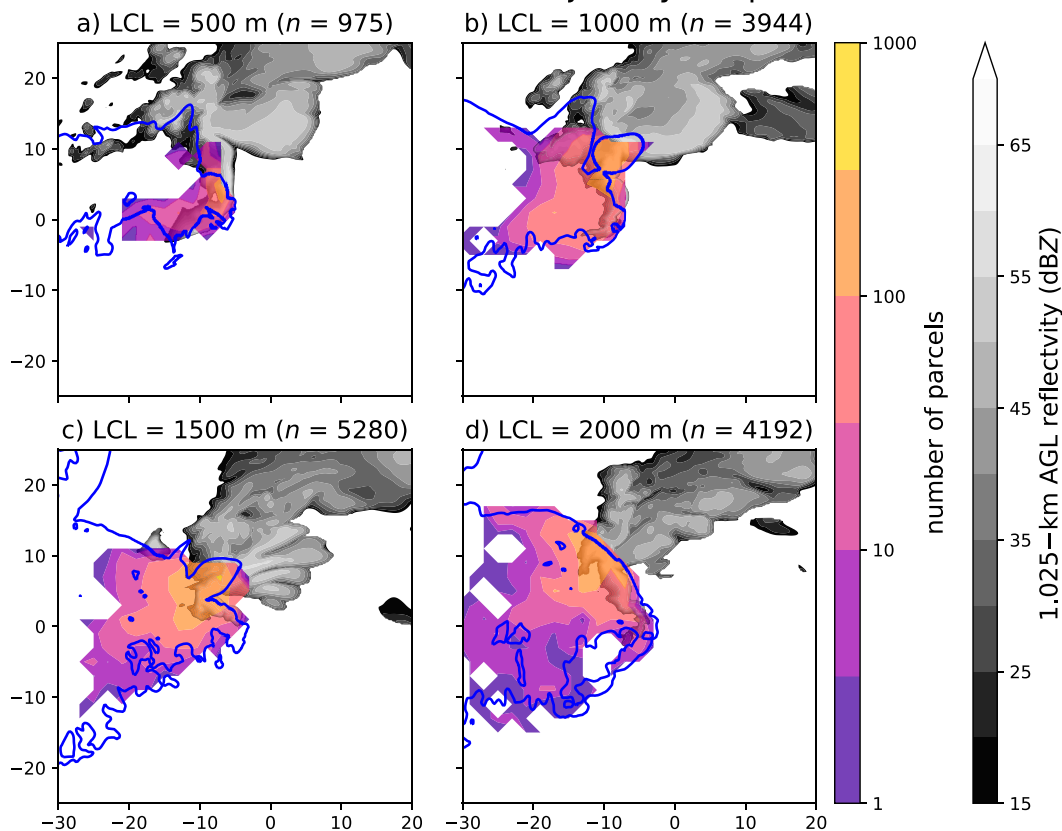 a) LCL = 500 m (n = 975)
b) LCL = 1000 m (n = 3944)
20
10
0
−10
−20
c) LCL = 1500 m (n = 5280)
d) LCL = 2000 m (n = 4192)
20
10
0
−10
−20
−30 −20 −10 0 10 20
−30 −20 −10 0 10 20
1000
100
10
1
number of parcels
65
55
45
35
25
15
1.025−km AGL reflectvity (dBZ)